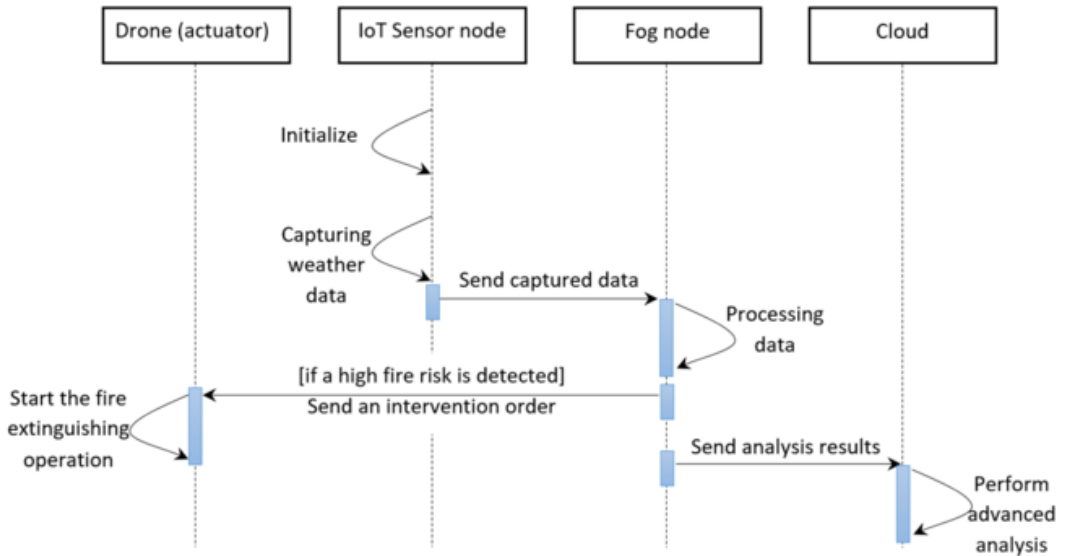 Drone (actuator)
IoT Sensor node
Fog node
Cloud
Initialize
Capturing
weather
data
Send captured data
Processing
data
[if a high fire risk is detected]
Send an intervention order
Start the fire
extinguishing
operation
Send analysis results
Perform
advanced
analysis